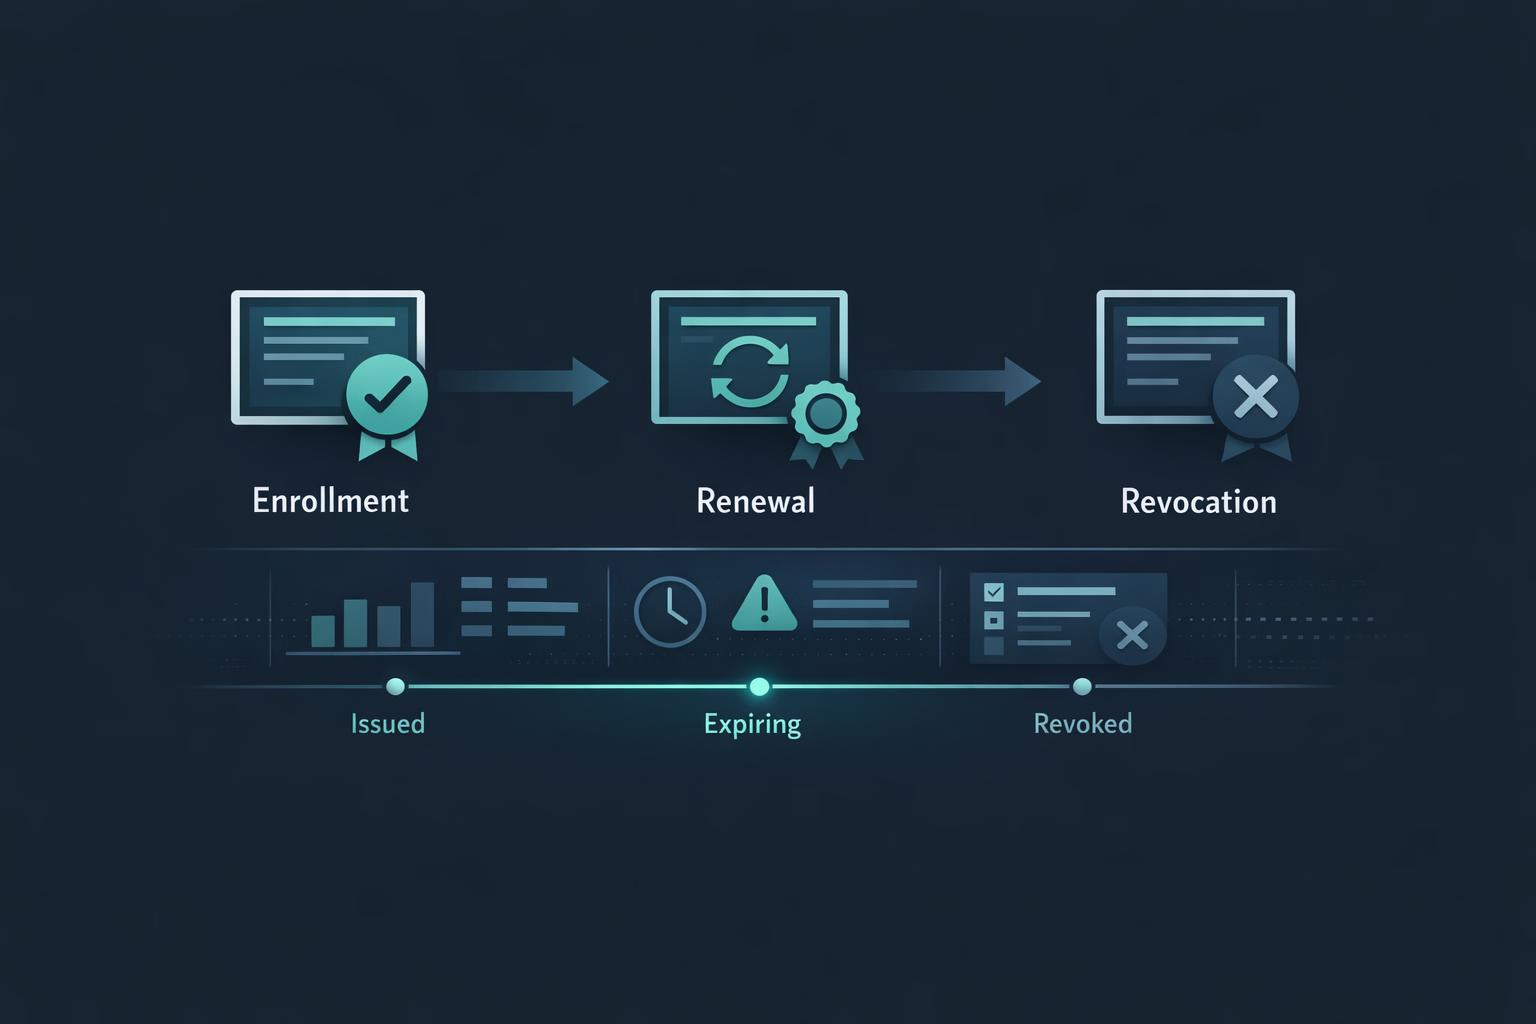 Enrollment
Renewal
Revocation
Issued
Expiring
Revoked